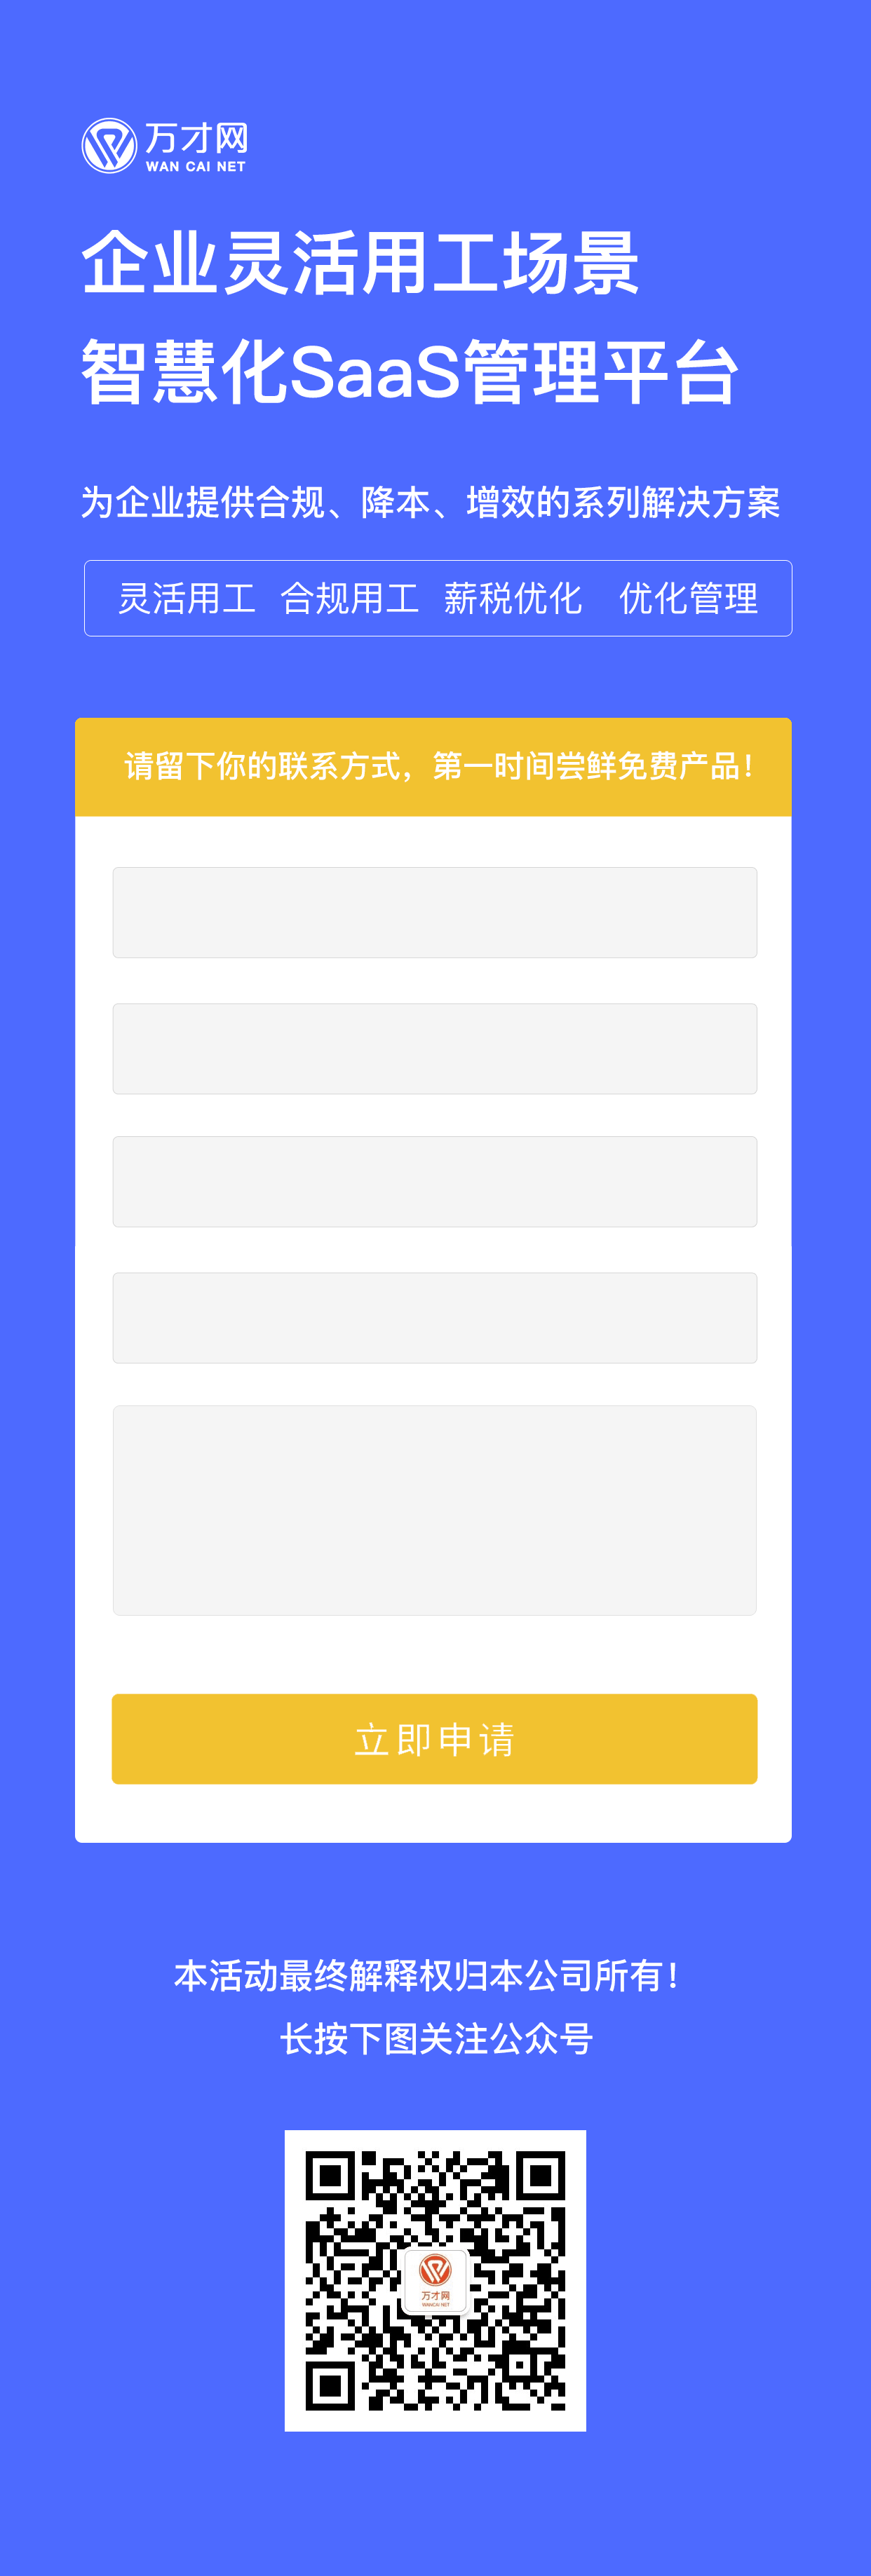 万才网
WAN CAI NET
企业灵活用工场景
智慧化SaaS管理平台
为企业提供合规、降本、增效的系列解决方案
灵活用工 合规用工 薪税优化 优化管理
请留下你的联系方式，第一时间尝鲜免费产品！
立即申请
本活动最终解释权归本公司所有！
长按下图关注公众号
万才网
WANCAI NET